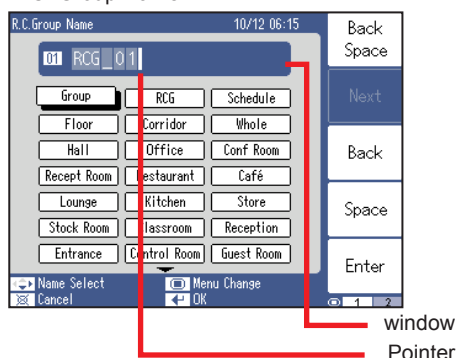 R.C.Group Name 10/12 06:15
01 RCG_01
Group RCG Schedule
Floor Corridor Whole
Hall Office Conf Room
Recept Room Restaurant Café
Lounge Kitchen Store
Stock Room Classroom Reception
Entrance Control Room Guest Room
Name Select Menu Change
Cancel OK
Back Space
Next
Back
Space
Enter
1 2
window
Pointer